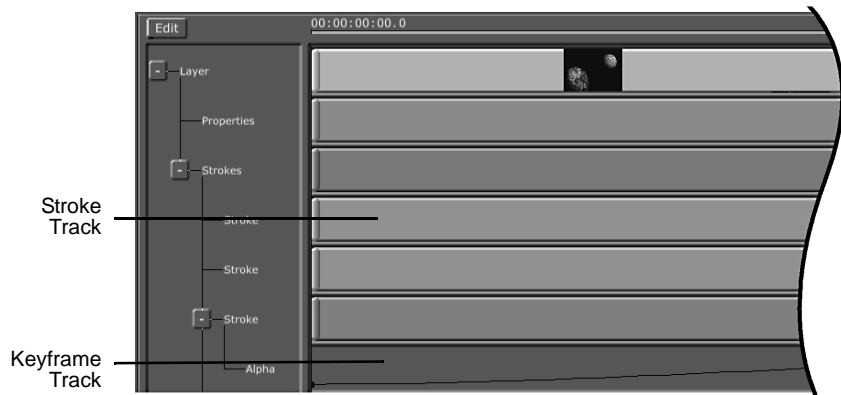 Edit
00:00:00:00.0
Layer
Properties
Strokes
Stroke
Track
Stroke
Stroke
Stroke
Keyframe
Track
Alpha